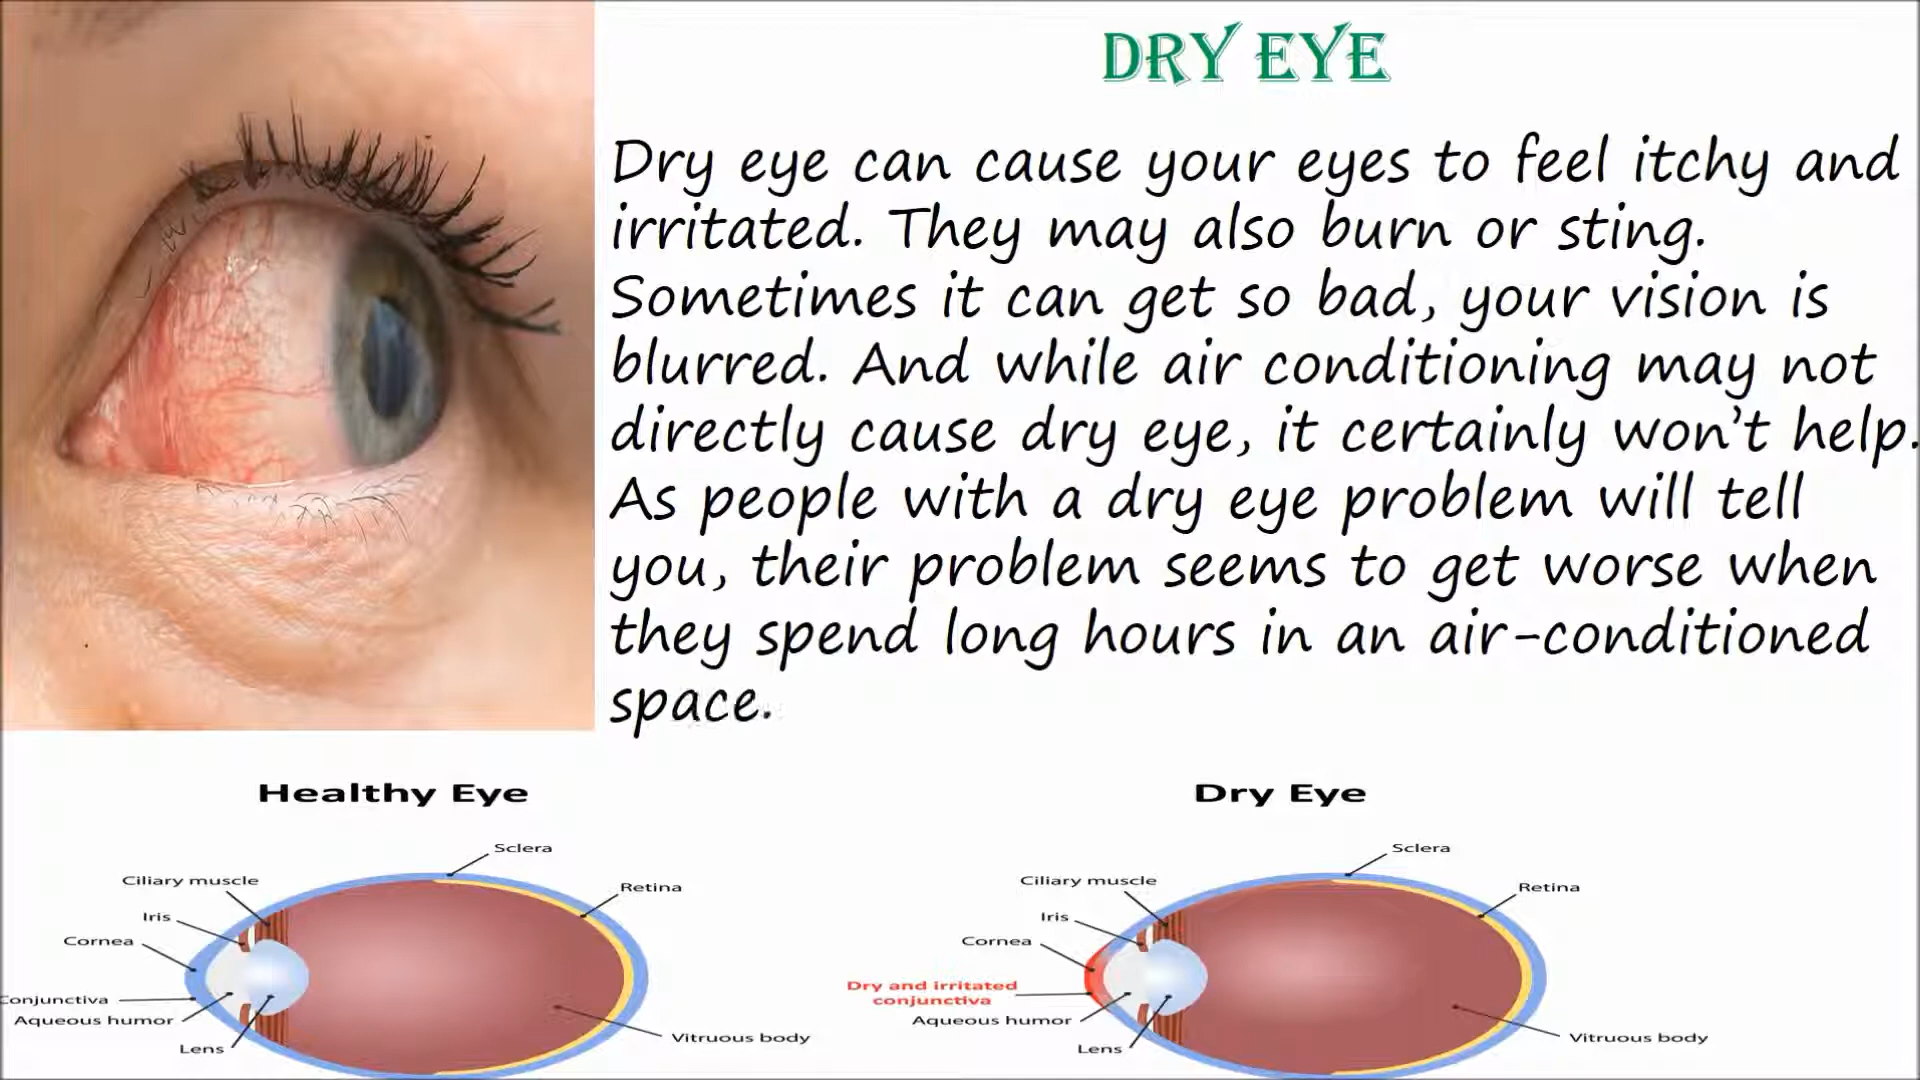 DRY EYE
Dry eye can cause your eyes to feel itchy and
irritated. They may also burn or sting.
Sometimes it can get so bad, your vision is
blurred. And while air conditioning may not
directly cause dry eye, it certainly won't help.
As people with a dry eye problem will tell
you, their problem seems to get worse when
they spend long hours in an air-conditioned
space.
Healthy Eye
Sclera
Ciliary muscle
Retina
Iris
Cornea
Conjunctiva
Aqueous humor
Lens
Vitruous body
Dry Eye
Sclera
Ciliary muscle
Retina
Iris
Cornea
Dry and irritated
conjunctiva
Aqueous humor
Lens
Vitruous body